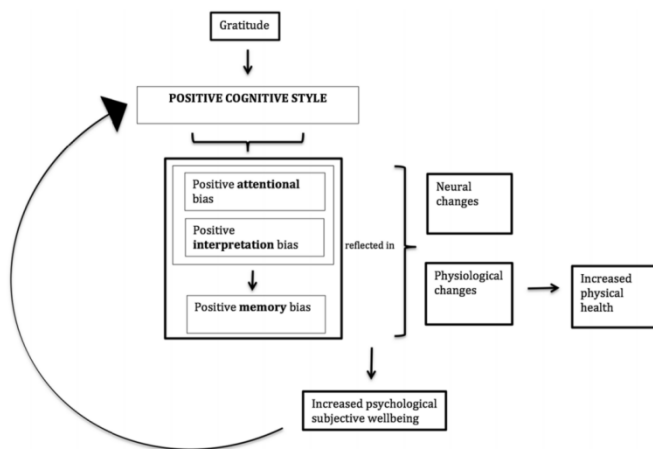 Gratitude
POSITIVE COGNITIVE STYLE
Positive attentional
bias
Positive
interpretation bias
Positive memory bias
reflected in
Neural
changes
Physiological
changes
Increased
physical
health
Increased psychological
subjective wellbeing